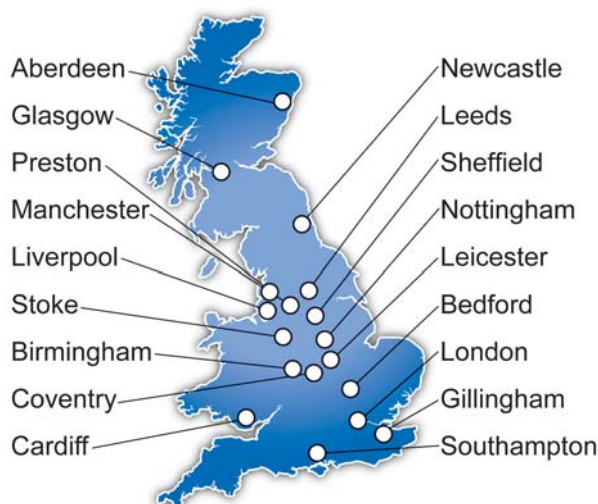 Aberdeen
Glasgow
Preston
Manchester
Liverpool
Stoke
Birmingham
Coventry
Cardiff
Newcastle
Leeds
Sheffield
Nottingham
Leicester
Bedford
London
Gillingham
Southampton